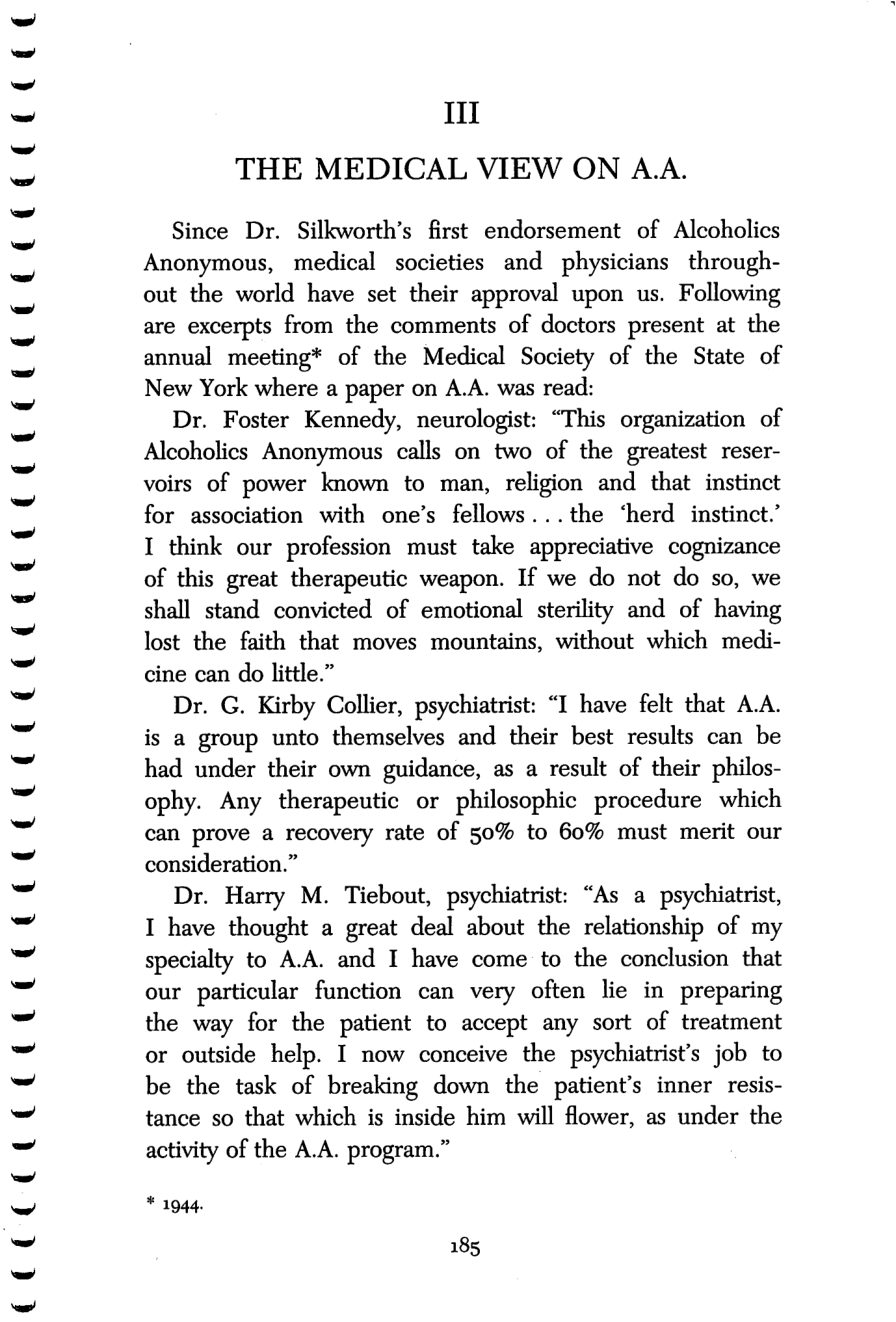 III
THE MEDICAL VIEW ON A.A.
Since Dr. Silkworth's first endorsement of Alcoholics
Anonymous, medical societies and physicians through-
out the world have set their approval upon us. Following
are excerpts from the comments of doctors present at the
annual meeting* of the Medical Society of the State of
New York where a paper on A.A. was read:
Dr. Foster Kennedy, neurologist: “This organization of
Alcoholics Anonymous calls on two of the greatest reser-
voirs of power known to man, religion and that instinct
for association with one's fellows . . . the ‘herd instinct.’
I think our profession must take appreciative cognizance
of this great therapeutic weapon. If we do not do so, we
shall stand convicted of emotional sterility and of having
lost the faith that moves mountains, without which medi-
cine can do little.”
Dr. G. Kirby Collier, psychiatrist: “I have felt that A.A.
is a group unto themselves and their best results can be
had under their own guidance, as a result of their philos-
ophy. Any therapeutic or philosophic procedure which
can prove a recovery rate of 50% to 60% must merit our
consideration.”
Dr. Harry M. Tiebout, psychiatrist: “As a psychiatrist,
I have thought a great deal about the relationship of my
specialty to A.A. and I have come to the conclusion that
our particular function can very often lie in preparing
the way for the patient to accept any sort of treatment
or outside help. I now conceive the psychiatrist's job to
be the task of breaking down the patient's inner resis-
tance so that which is inside him will flower, as under the
activity of the A.A. program.”
* 1944.
185